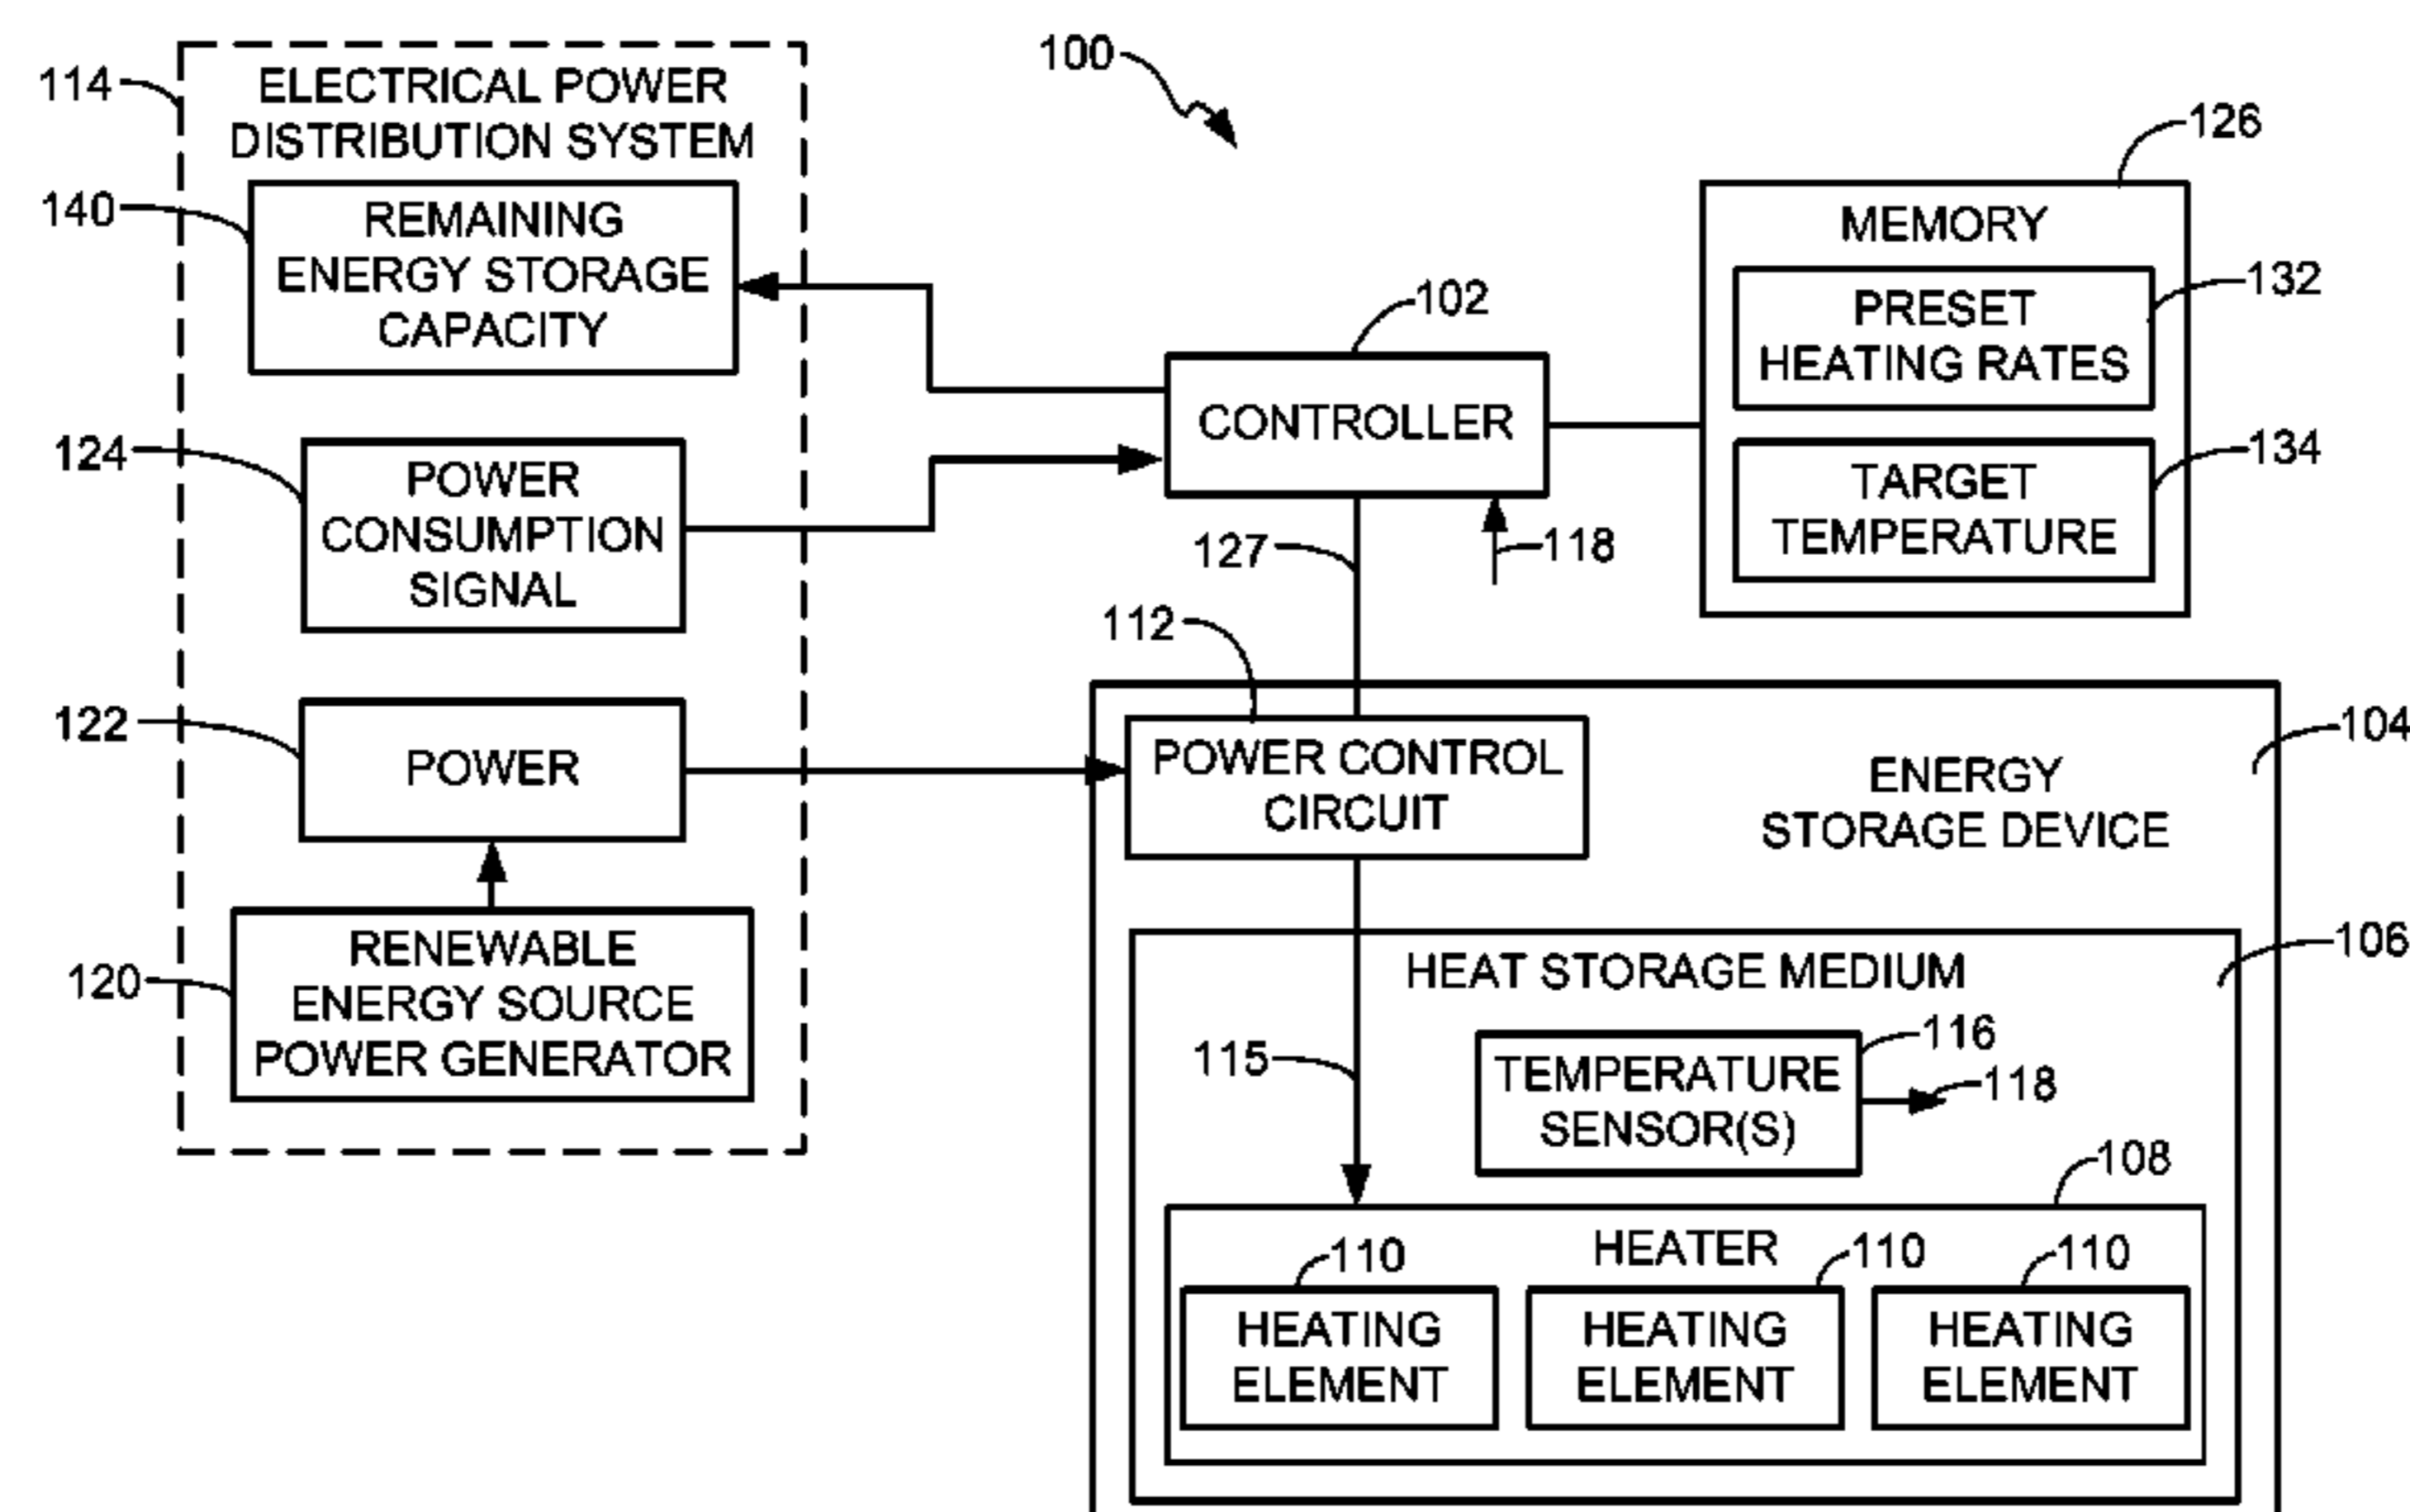 100
114
ELECTRICAL POWER
DISTRIBUTION SYSTEM
140
REMAINING
ENERGY STORAGE
CAPACITY
124
POWER
CONSUMPTION
SIGNAL
122
POWER
120
RENEWABLE
ENERGY SOURCE
POWER GENERATOR
102
CONTROLLER
127
118
126
MEMORY
132
PRESET
HEATING RATES
134
TARGET
TEMPERATURE
112
POWER CONTROL
CIRCUIT
104
ENERGY
STORAGE DEVICE
106
HEAT STORAGE MEDIUM
115
116
TEMPERATURE
SENSOR(S)
118
108
HEATER
110
HEATING
ELEMENT
110
HEATING
ELEMENT
110
HEATING
ELEMENT